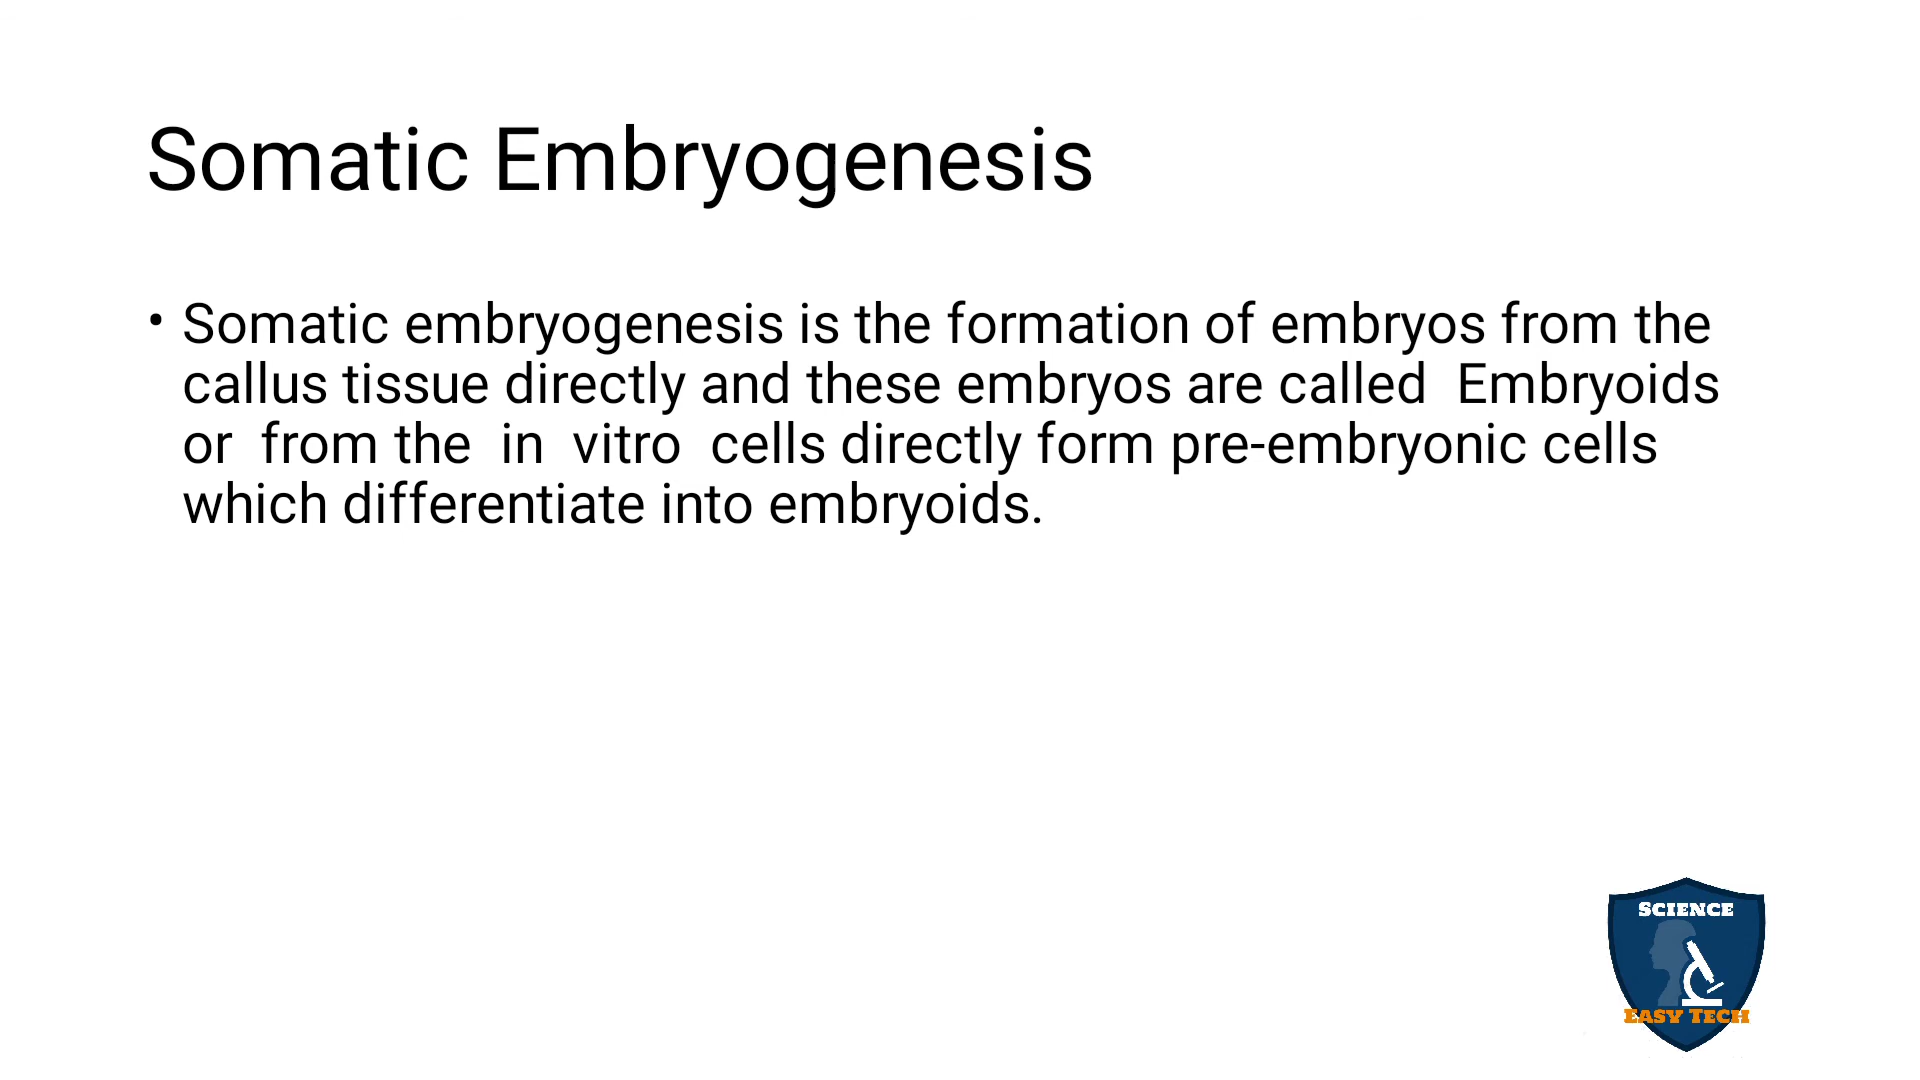 Somatic Embryogenesis
• Somatic embryogenesis is the formation of embryos from the
callus tissue directly and these embryos are called  Embryoids
or  from the  in  vitro  cells directly form pre-embryonic cells
which differentiate into embryoids.
SCIENCE
EASY TECH